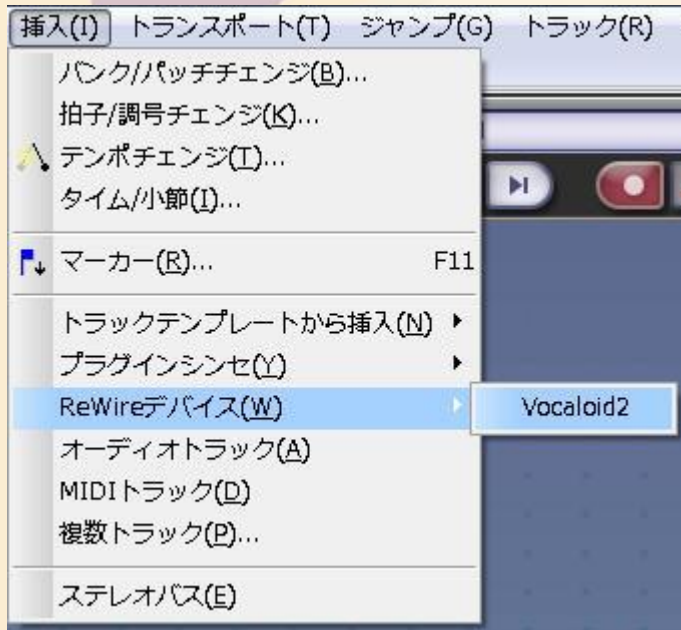 挿入(I) トランスポート(T) ジャンプ(G) トラック(R)
バンク/パッチチェンジ(B)...
拍子/調号チェンジ(K)...
テンポチェンジ(T)...
タイム/小節(I)...
マーカー(R)... F11
トラックテンプレートから挿入(N)
プラグインシンセ(Y)
ReWireデバイス(W) Vocaloid2
オーディオトラック(A)
MIDIトラック(D)
複数トラック(P)...
ステレオバス(E)